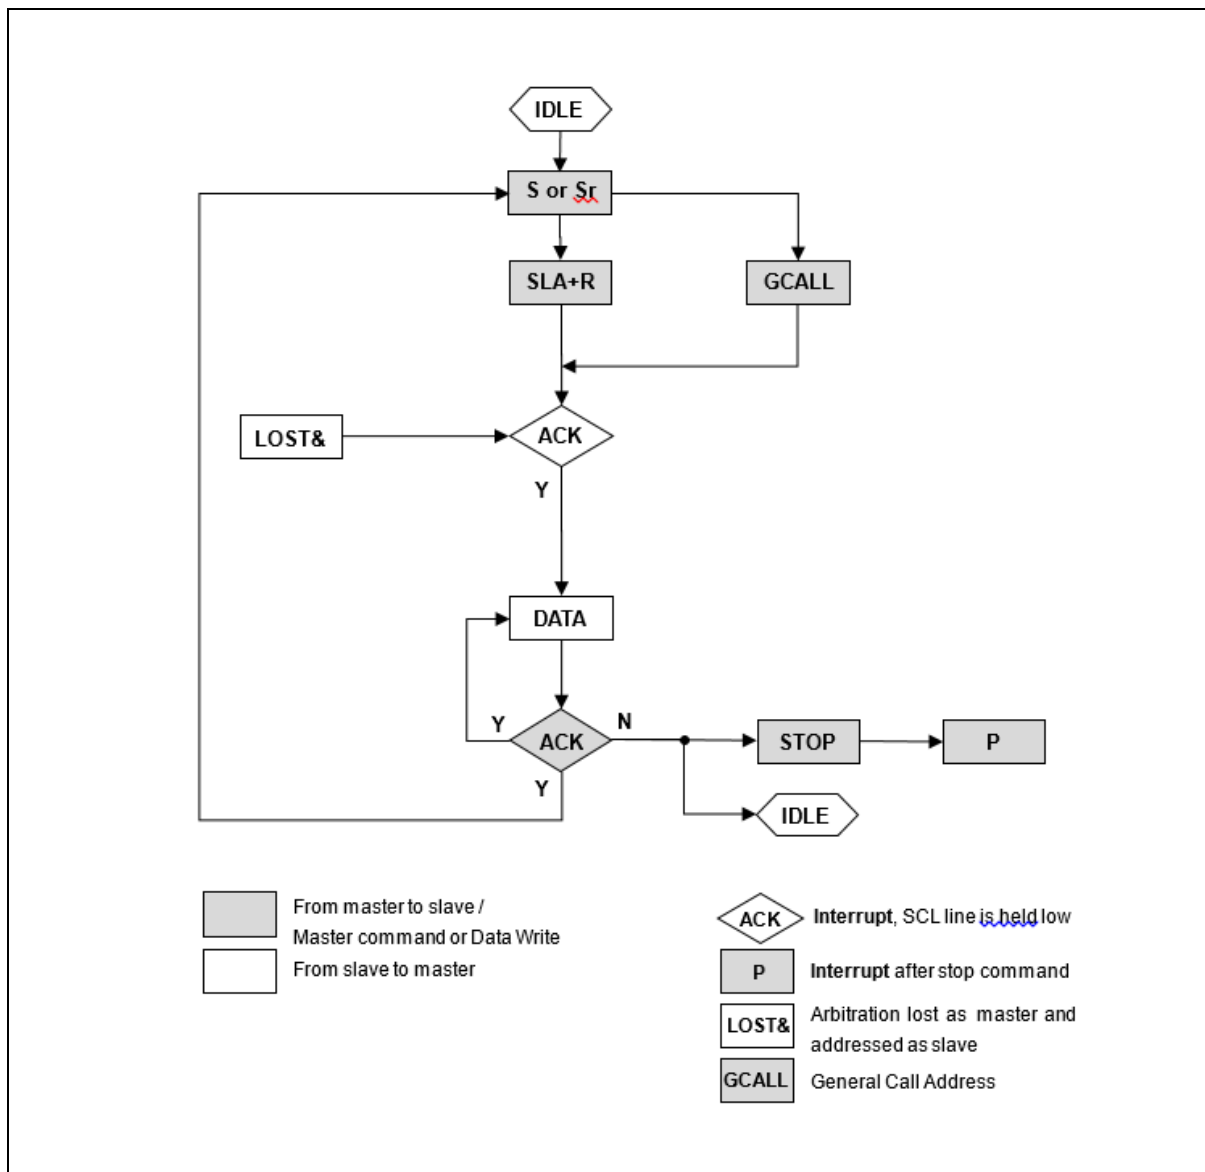 IDLE
S or Sr
SLA+R
GCALL
LOST&
ACK
Y
DATA
Y
ACK
N
STOP
P
Y
IDLE
From master to slave /
Master command or Data Write
From slave to master
ACK
Interrupt, SCL line is held low
P
Interrupt after stop command
LOST&
Arbitration lost as master and
addressed as slave
GCALL
General Call Address